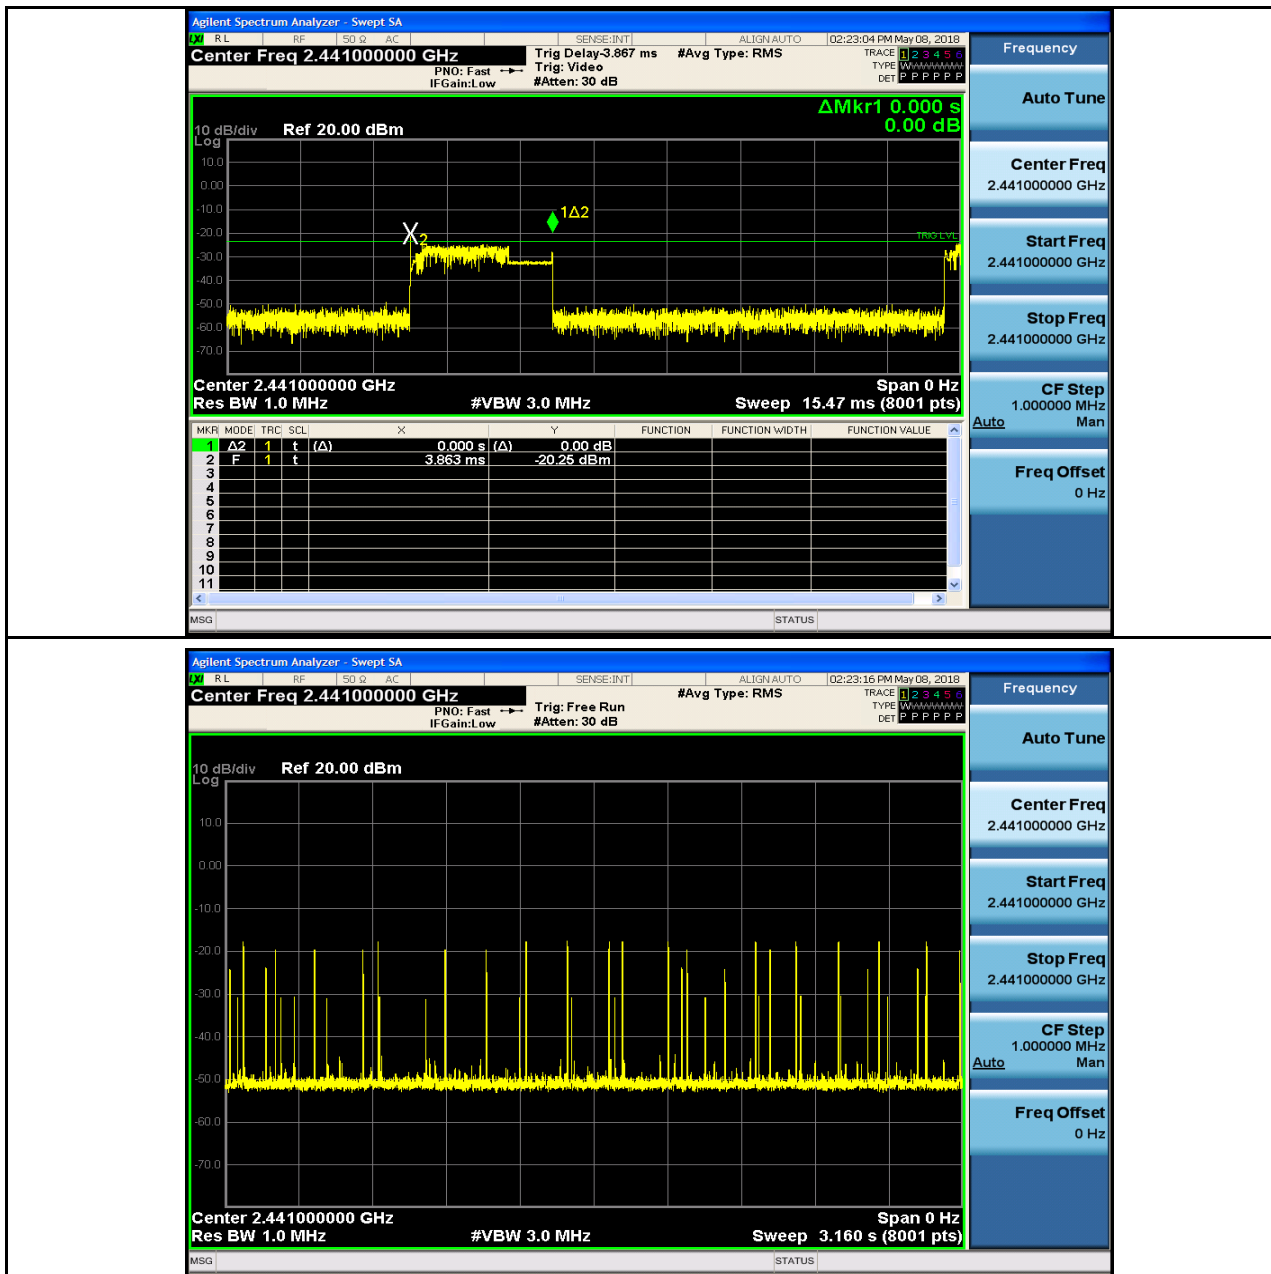 Agilent Spectrum Analyzer - Swept SA
LXI RL RF 50 Ω AC SENSE:INT ALIGN AUTO 02:23:04 PM May 08, 2018
Center Freq 2.441000000 GHz
Trig Delay-3.867 ms #Avg Type: RMS
TRACE 1 2 3 4 5 6
PNO: Fast Trig: Video
TYPE WWWWWW
IFGain:Low #Atten: 30 dB
DET P P P P P P
ΔMkr1 0.000 s
0.00 dB
10 dB/div Ref 20.00 dBm
Log
10.0
0.00
-10.0
-20.0
-30.0
-40.0
-50.0
-60.0
-70.0
1Δ2
X2
TRIG LVL
Center 2.441000000 GHz Span 0 Hz
Res BW 1.0 MHz #VBW 3.0 MHz Sweep 15.47 ms (8001 pts)
MKR MODE TRC SCL X Y FUNCTION FUNCTION WIDTH FUNCTION VALUE
1 Δ2 1 t (Δ) 0.000 s (Δ) 0.00 dB
2 F 1 t 3.863 ms -20.25 dBm
3
4
5
6
7
8
9
10
11
MSG STATUS
Frequency
Auto Tune
Center Freq
2.441000000 GHz
Start Freq
2.441000000 GHz
Stop Freq
2.441000000 GHz
CF Step
1.000000 MHz
Auto Man
Freq Offset
0 Hz
Agilent Spectrum Analyzer - Swept SA
LXI RL RF 50 Ω AC SENSE:INT ALIGN AUTO 02:23:16 PM May 08, 2018
Center Freq 2.441000000 GHz
#Avg Type: RMS
TRACE 1 2 3 4 5 6
PNO: Fast Trig: Free Run
TYPE WWWWWW
IFGain:Low #Atten: 30 dB
DET P P P P P P
10 dB/div Ref 20.00 dBm
Log
10.0
0.00
-10.0
-20.0
-30.0
-40.0
-50.0
-60.0
-70.0
Center 2.441000000 GHz Span 0 Hz
Res BW 1.0 MHz #VBW 3.0 MHz Sweep 3.160 s (8001 pts)
MSG STATUS
Frequency
Auto Tune
Center Freq
2.441000000 GHz
Start Freq
2.441000000 GHz
Stop Freq
2.441000000 GHz
CF Step
1.000000 MHz
Auto Man
Freq Offset
0 Hz